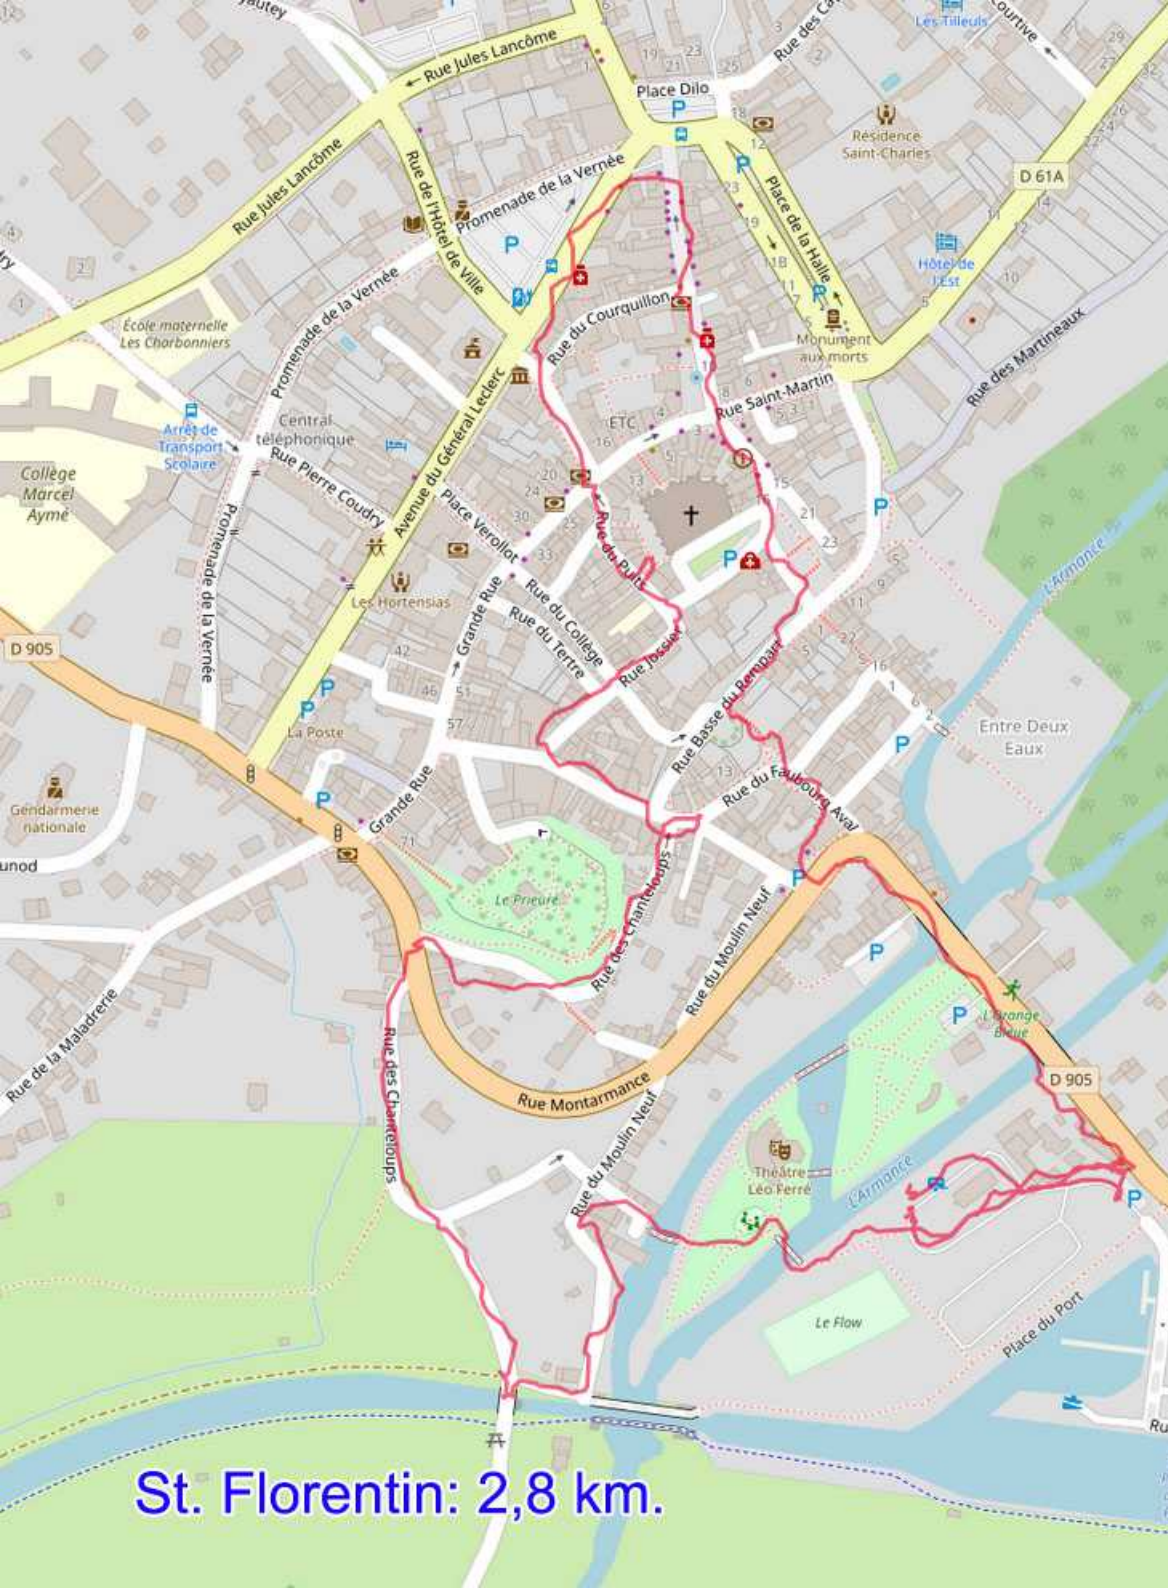 Les Tilleuls
Rue Jules Lancôme
Place Dilo
Résidence
Saint-Charles
D 61A
Rue Jules Lancôme
Rue de l'Hôtel de Ville
Promenade de la Vernée
Place de la Halle
Hôtel de
l'Est
École maternelle
Les Charbonniers
Promenade de la Vernée
Rue du Courquillon
Monument
aux morts
Rue des Martineaux
Rue Saint-Martin
ETC
Arrêt de
Transport
Scolaire
Central
téléphonique
Collège
Marcel
Aymé
Rue Pierre Coudry
Avenue du Général Leclerc
Place Verollot
Rue du Puits
Promenade de la Vernée
Les Hortensias
Grande Rue
Rue du Collège
Rue du Tertre
Rue Jossier
L'Armance
D 905
La Poste
Rue Basse du Rempart
Entre Deux
Eaux
Gendarmerie
nationale
Grande Rue
Rue du Faubourg Aval
unod
Le Prieuré
Rue des Chanteloups
Rue du Moulin Neuf
Rue de la Maladrerie
L'Orange
Bleue
Rue des Chanteloups
D 905
Rue Montarmance
Rue du Moulin Neuf
Théâtre
Léo Ferré
L'Armance
Le Flow
Place du Port
Ru
St. Florentin: 2,8 km.